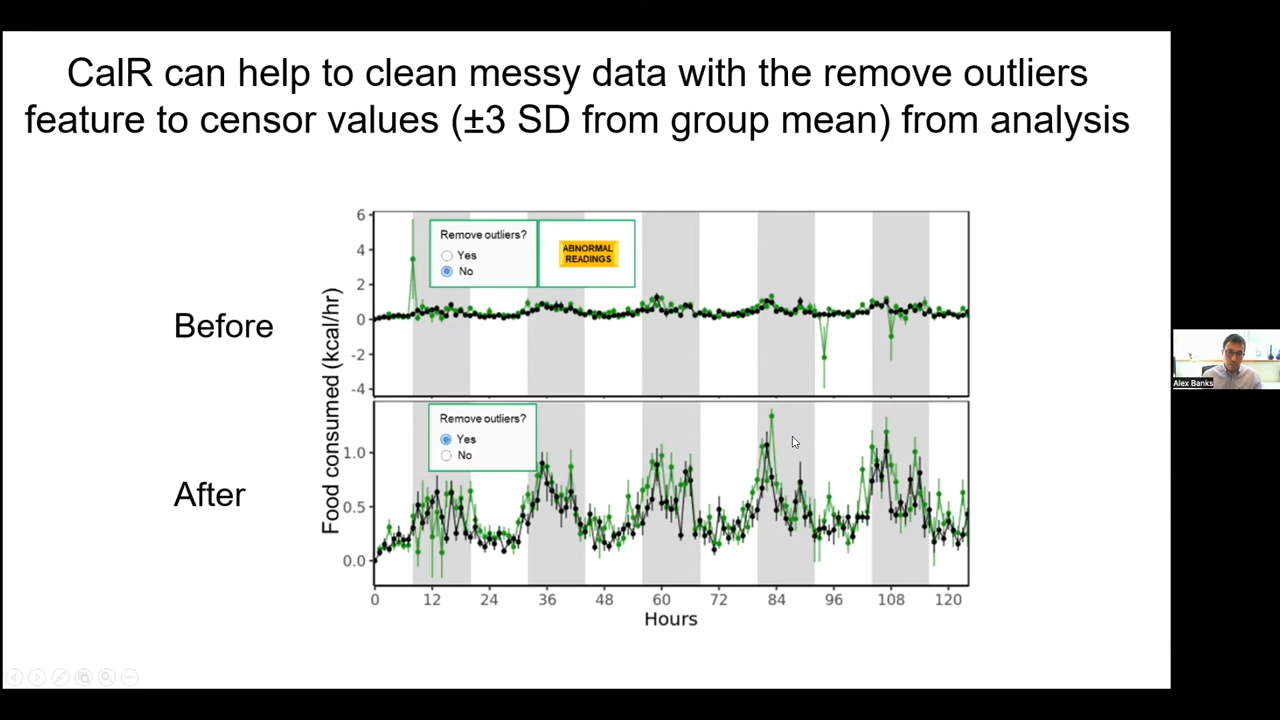 CalR can help to clean messy data with the remove outliers
feature to censor values (±3 SD from group mean) from analysis
Before
After
Food consumed (kcal/hr)
6
4
2
0
-2
-4
Remove outliers?
Yes
No
ABNORMAL
READINGS
1.0
0.5
0.0
Remove outliers?
Yes
No
0 12 24 36 48 60 72 84 96 108 120
Hours
Alex Banks